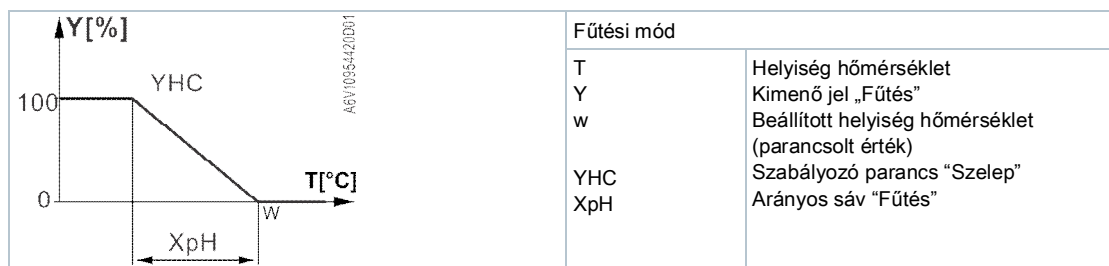 Y[%]
YHC
100
0
T[°C]
W
XpH
A6V10954420D01
Fűtési mód
T Helyiség hőmérséklet
Y Kimenő jel „Fűtés”
w Beállított helyiség hőmérséklet
(parancsolt érték)
YHC Szabályozó parancs “Szelep”
XpH Arányos sáv “Fűtés”